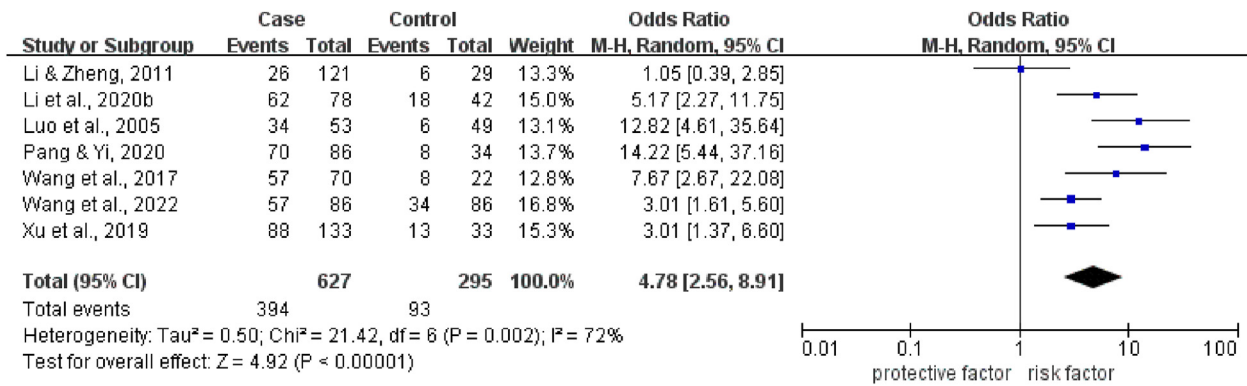 Case Control Odds Ratio Odds Ratio
Study or Subgroup Events Total Events Total Weight M-H, Random, 95% CI M-H, Random, 95% CI
Li & Zheng, 2011 26 121 6 29 13.3% 1.05 [0.39, 2.85]
Li et al., 2020b 62 78 18 42 15.0% 5.17 [2.27, 11.75]
Luo et al., 2005 34 53 6 49 13.1% 12.82 [4.61, 35.64]
Pang & Yi, 2020 70 86 8 34 13.7% 14.22 [5.44, 37.16]
Wang et al., 2017 57 70 8 22 12.8% 7.67 [2.67, 22.08]
Wang et al., 2022 57 86 34 86 16.8% 3.01 [1.61, 5.60]
Xu et al., 2019 88 133 13 33 15.3% 3.01 [1.37, 6.60]
Total (95% CI) 627 295 100.0% 4.78 [2.56, 8.91]
Total events 394 93
Heterogeneity: Tau² = 0.50; Chi² = 21.42, df = 6 (P = 0.002); I² = 72%
Test for overall effect: Z = 4.92 (P < 0.00001)
0.01 0.1 1 10 100
protective factor risk factor